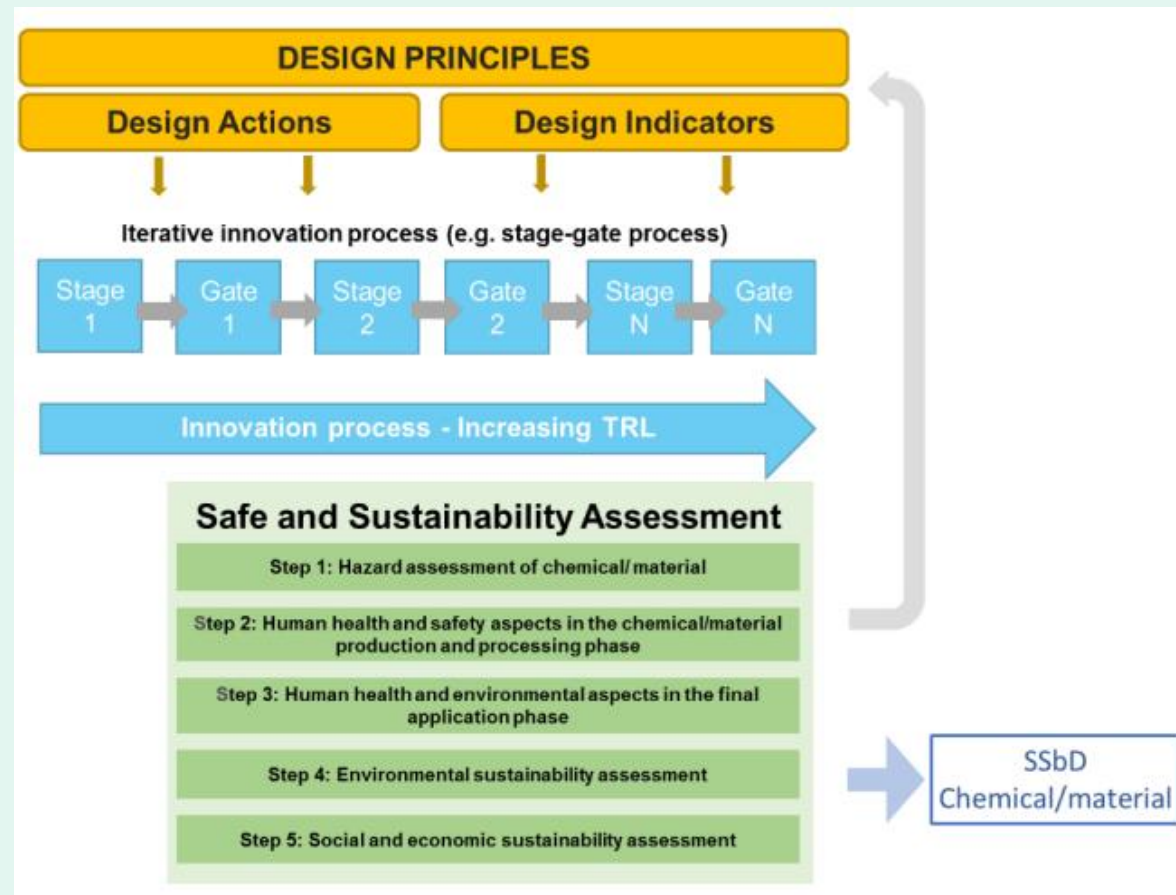 DESIGN PRINCIPLES
Design Actions
Design Indicators
Iterative innovation process (e.g. stage-gate process)
Stage
1
Gate
1
Stage
2
Gate
2
Stage
N
Gate
N
Innovation process - Increasing TRL
Safe and Sustainability Assessment
Step 1: Hazard assessment of chemical/ material
Step 2: Human health and safety aspects in the chemical/material
production and processing phase
Step 3: Human health and environmental aspects in the final
application phase
Step 4: Environmental sustainability assessment
Step 5: Social and economic sustainability assessment
SSbD
Chemical/material